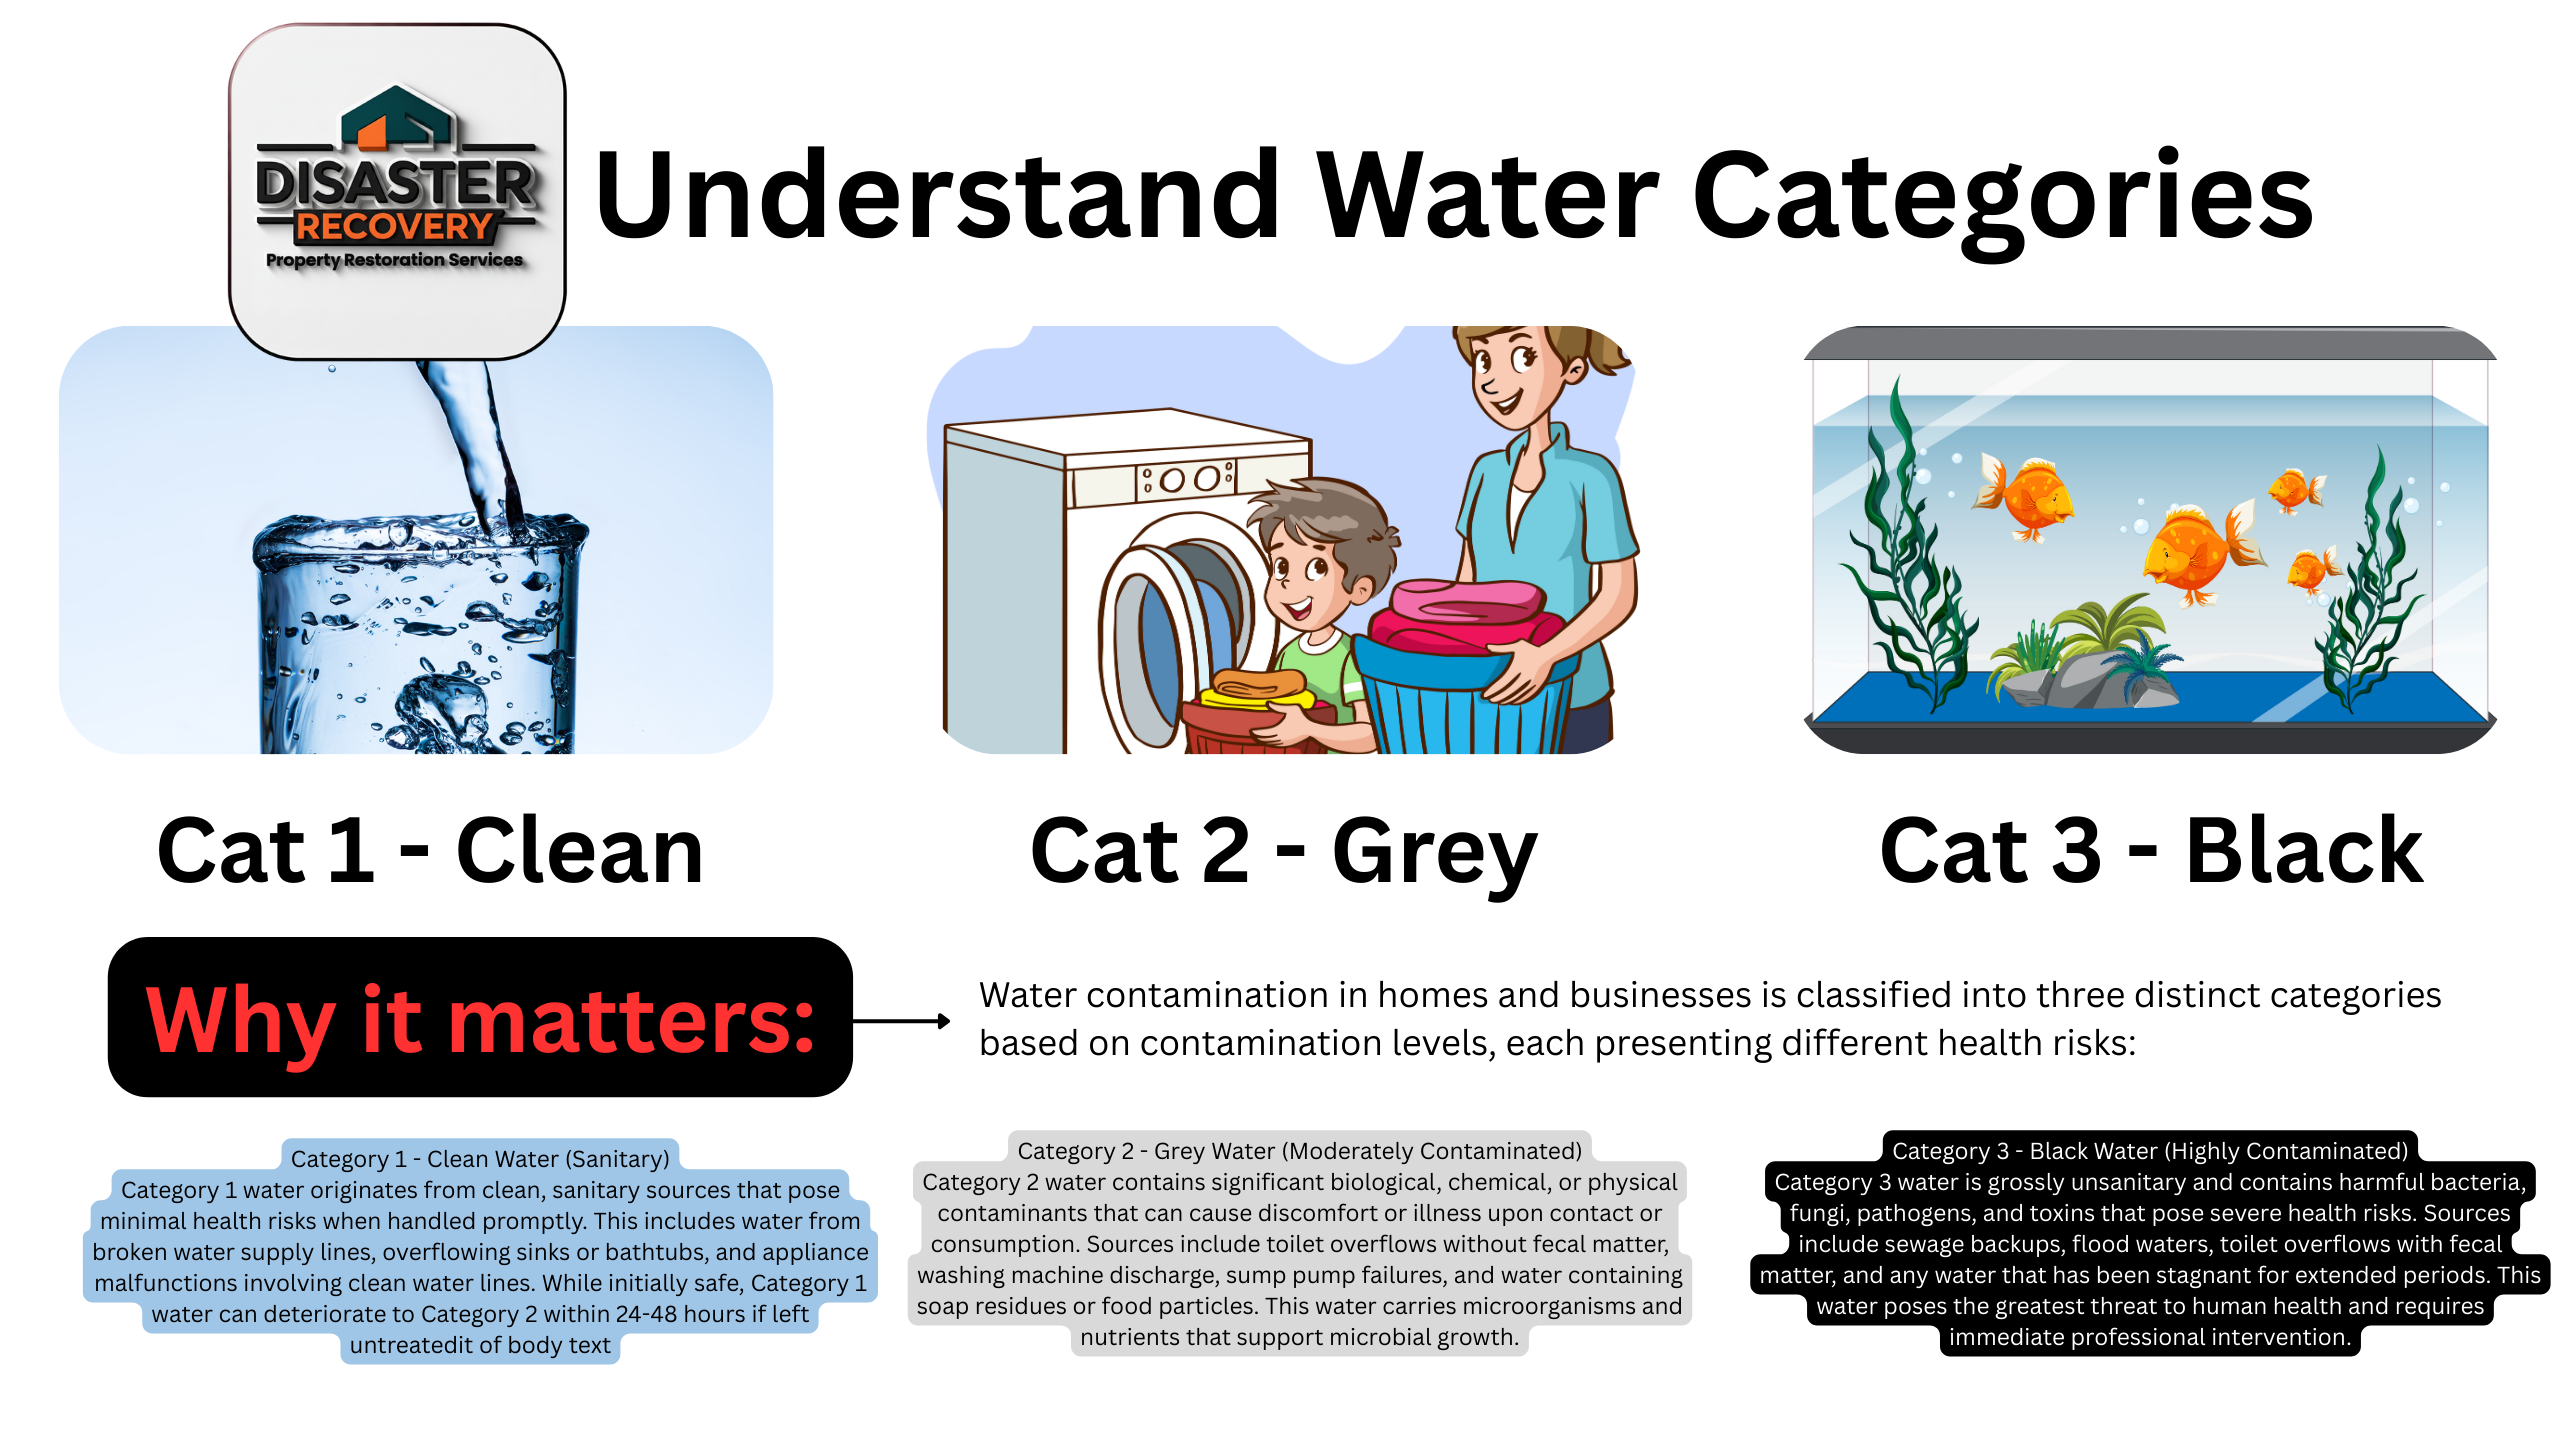 DISASTER
RECOVERY
Property Restoration Services
Understand Water Categories
Cat 1 - Clean
Cat 2 - Grey
Cat 3 - Black
Why it matters:
Water contamination in homes and businesses is classified into three distinct categories
based on contamination levels, each presenting different health risks:
Category 1 - Clean Water (Sanitary)
Category 1 water originates from clean, sanitary sources that pose
minimal health risks when handled promptly. This includes water from
broken water supply lines, overflowing sinks or bathtubs, and appliance
malfunctions involving clean water lines. While initially safe, Category 1
water can deteriorate to Category 2 within 24-48 hours if left
untreatedit of body text
Category 2 - Grey Water (Moderately Contaminated)
Category 2 water contains significant biological, chemical, or physical
contaminants that can cause discomfort or illness upon contact or
consumption. Sources include toilet overflows without fecal matter,
washing machine discharge, sump pump failures, and water containing
soap residues or food particles. This water carries microorganisms and
nutrients that support microbial growth.
Category 3 - Black Water (Highly Contaminated)
Category 3 water is grossly unsanitary and contains harmful bacteria,
fungi, pathogens, and toxins that pose severe health risks. Sources
include sewage backups, flood waters, toilet overflows with fecal
matter, and any water that has been stagnant for extended periods. This
water poses the greatest threat to human health and requires
immediate professional intervention.